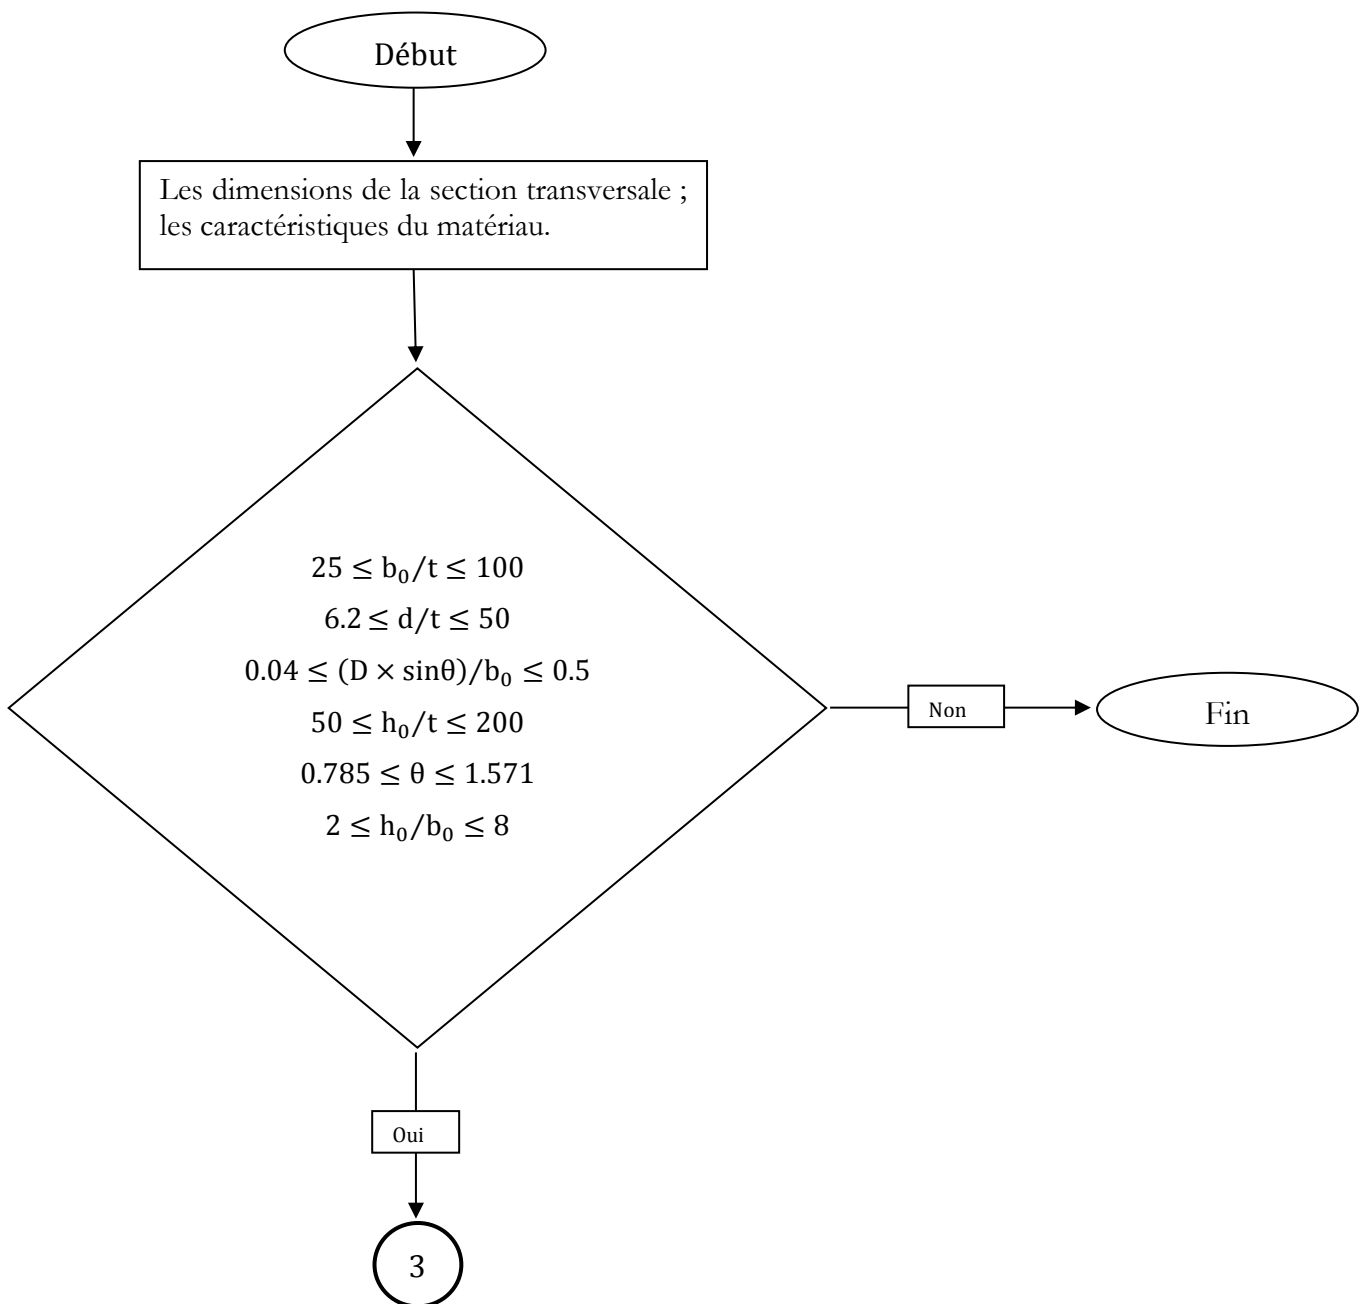 Début
Les dimensions de la section transversale ;
les caractéristiques du matériau.
25 ≤ b₀/t ≤ 100
6.2 ≤ d/t ≤ 50
0.04 ≤ (D × sinθ)/b₀ ≤ 0.5
50 ≤ h₀/t ≤ 200
0.785 ≤ θ ≤ 1.571
2 ≤ h₀/b₀ ≤ 8
Non
Fin
Oui
3